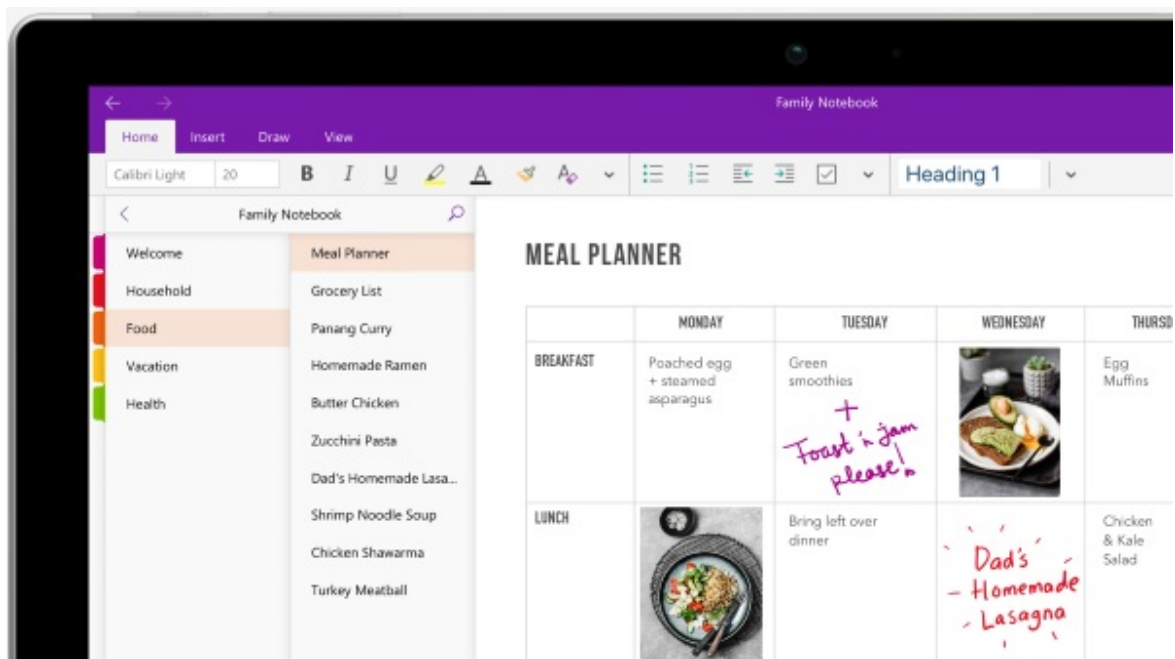 Family Notebook
Home Insert Draw View
Calibri Light 20 B I U A A Heading 1
Family Notebook
Welcome
Household
Food
Vacation
Health
Meal Planner
Grocery List
Panang Curry
Homemade Ramen
Butter Chicken
Zucchini Pasta
Dad's Homemade Lasa...
Shrimp Noodle Soup
Chicken Shawarma
Turkey Meatball
MEAL PLANNER
MONDAY TUESDAY WEDNESDAY THURSD
BREAKFAST
Poached egg
+ steamed
asparagus
Green
smoothies
+
Toast 'n jam
please!
Egg
Muffins
LUNCH
Bring left over
dinner
Dad's
Homemade
Lasagna
Chicken
& Kale
Salad